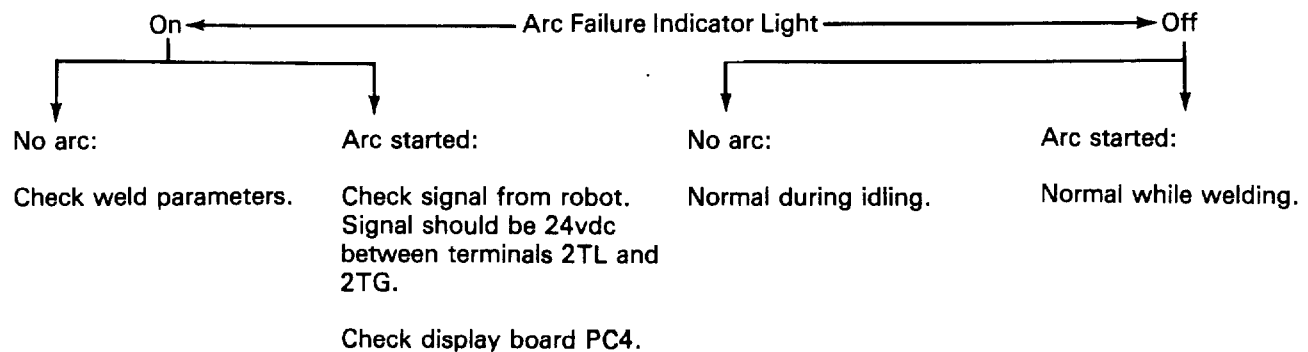 On Arc Failure Indicator Light Off
No arc:
Check weld parameters.
Arc started:
Check signal from robot.
Signal should be 24vdc
between terminals 2TL and
2TG.
Check display board PC4.
No arc:
Normal during idling.
Arc started:
Normal while welding.